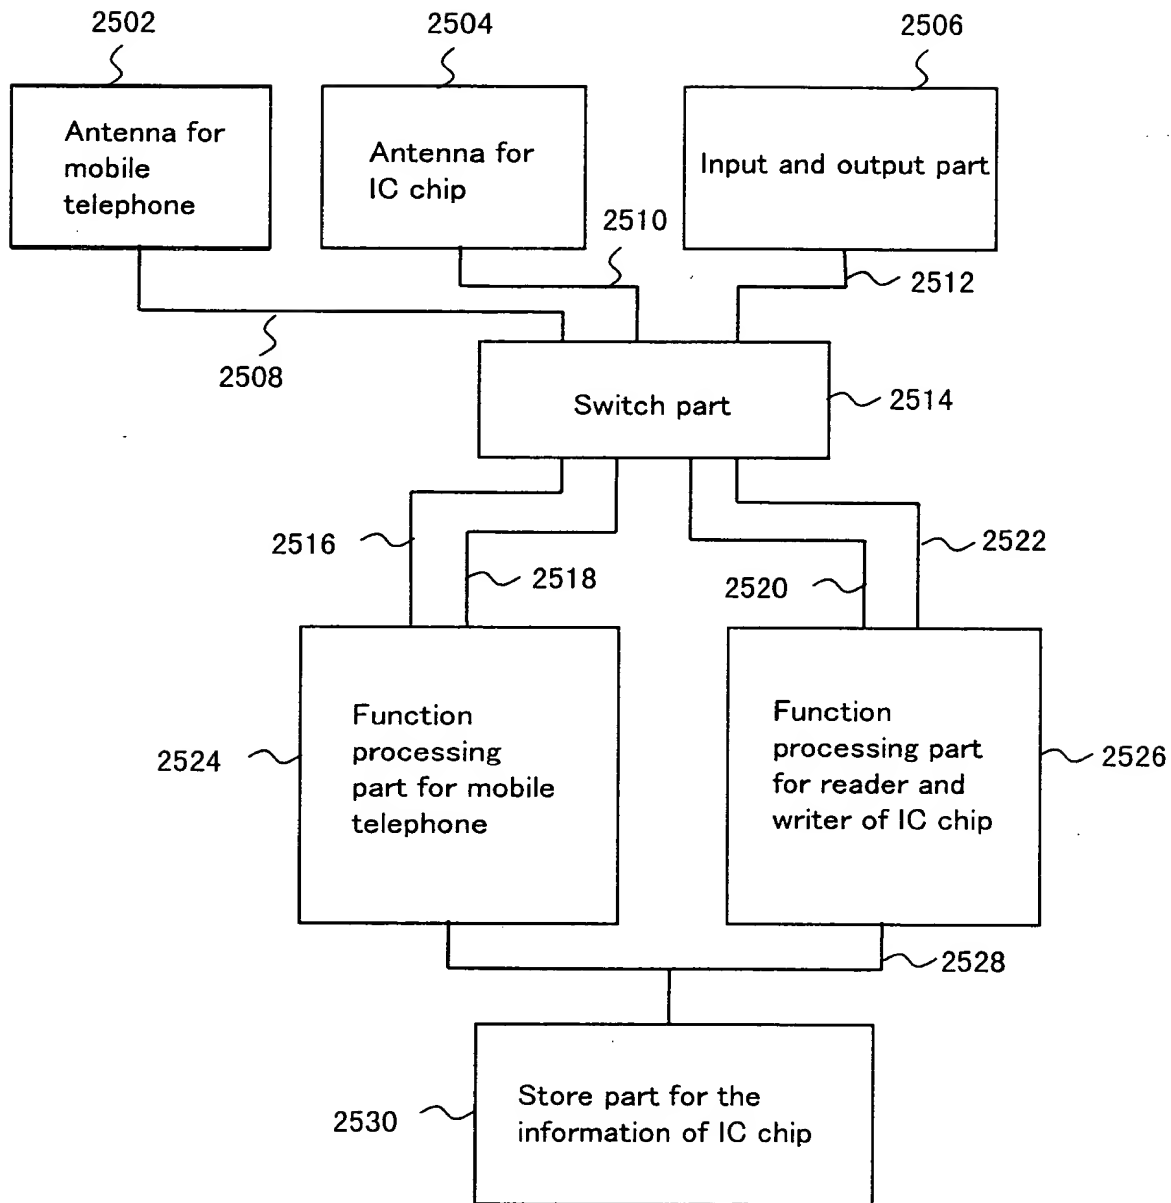 2502
2504
2506
Antenna for
mobile
telephone
Antenna for
IC chip
Input and output part
2510
2512
2508
Switch part
2514
2516
2518
2520
2522
Function
processing
part for mobile
telephone
Function
processing part
for reader and
writer of IC chip
2524
2526
2528
Store part for the
information of IC chip
2530